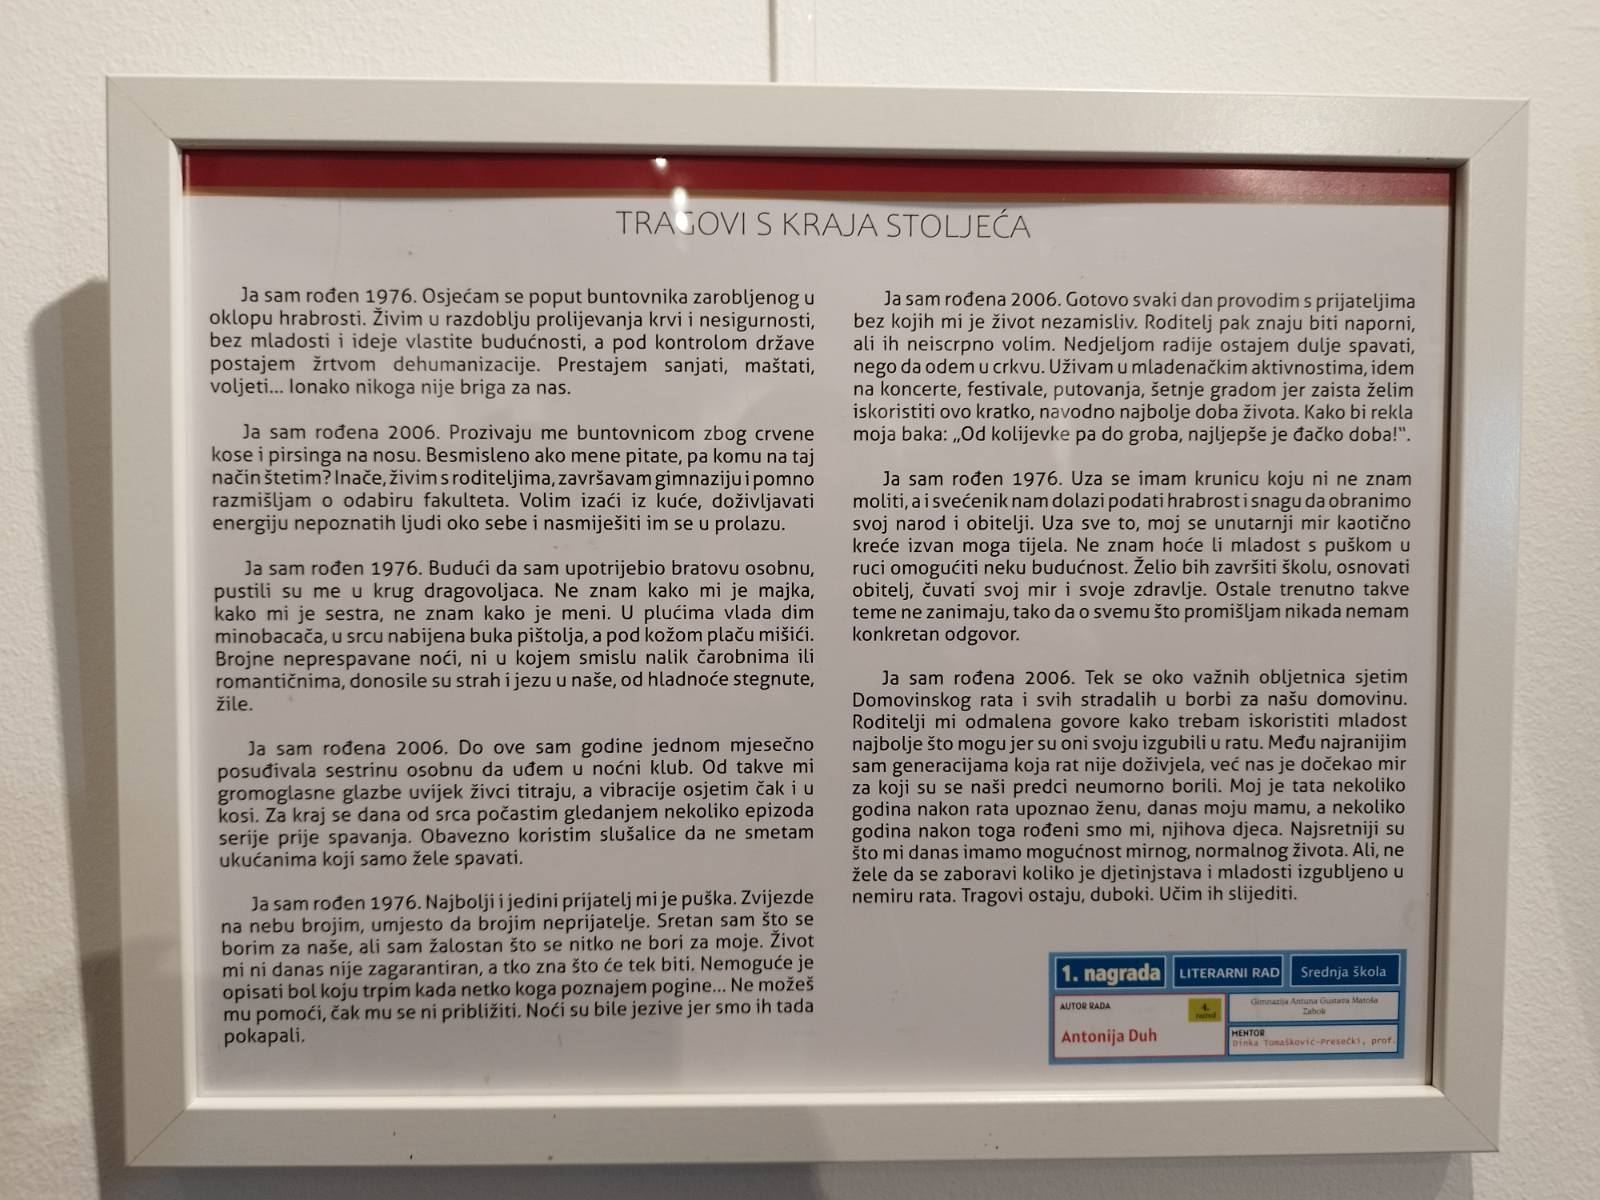 TRAGOVI S KRAJA STOLJEĆA
Ja sam rođen 1976. Osjećam se poput buntovnika zarobljenog u
oklopu hrabrosti. Živim u razdoblju prolijevanja krvi i nesigurnosti,
bez mladosti i ideje vlastite budućnosti, a pod kontrolom države
postajem žrtvom dehumanizacije. Prestajem sanjati, maštati,
voljeti... Ionako nikoga nije briga za nas.
Ja sam rođena 2006. Prozivaju me buntovnicom zbog crvene
kose i pirsinga na nosu. Besmisleno ako mene pitate, pa komu na taj
način štetim? Inače, živim s roditeljima, završavam gimnaziju i pomno
razmišljam o odabiru fakulteta. Volim izaći iz kuće, doživljavati
energiju nepoznatih ljudi oko sebe i nasmiješiti im se u prolazu.
Ja sam rođen 1976. Budući da sam upotrijebio bratovu osobnu,
pustili su me u krug dragovoljaca. Ne znam kako mi je majka,
kako mi je sestra, ne znam kako je meni. U plućima vlada dim
minobacača, u srcu nabijena buka pištolja, a pod kožom plaču mišići.
Brojne neprespavane noći, ni u kojem smislu nalik čarobnima ili
romantičnima, donosile su strah i jezu u naše, od hladnoće stegnute,
žile.
Ja sam rođena 2006. Do ove sam godine jednom mjesečno
posuđivala sestrinu osobnu da uđem u noćni klub. Od takve mi
gromoglasne glazbe uvijek živci titraju, a vibracije osjetim čak i u
kosi. Za kraj se dana od srca počastim gledanjem nekoliko epizoda
serije prije spavanja. Obavezno koristim slušalice da ne smetam
ukućanima koji samo žele spavati.
Ja sam rođen 1976. Najbolji i jedini prijatelj mi je puška. Zvijezde
na nebu brojim, umjesto da brojim neprijatelje. Sretan sam što se
borim za naše, ali sam žalostan što se nitko ne bori za moje. Život
mi ni danas nije zagarantiran, a tko zna što će tek biti. Nemoguće je
opisati bol koju trpim kada netko koga poznajem pogine... Ne možeš
mu pomoći, čak mu se ni približiti. Noći su bile jezive jer smo ih tada
pokapali.
Ja sam rođena 2006. Gotovo svaki dan provodim s prijateljima
bez kojih mi je život nezamisliv. Roditelj pak znaju biti naporni,
ali ih neiscrpno volim. Nedjeljom radije ostajem dulje spavati,
nego da odem u crkvu. Uživam u mladenačkim aktivnostima, idem
na koncerte, festivale, putovanja, šetnje gradom jer zaista želim
iskoristiti ovo kratko, navodno najbolje doba života. Kako bi rekla
moja baka: „Od kolijevke pa do groba, najljepše je đačko doba!“.
Ja sam rođen 1976. Uza se imam krunicu koju ni ne znam
moliti, a i svećenik nam dolazi podati hrabrost i snagu da obranimo
svoj narod i obitelji. Uza sve to, moj se unutarnji mir kaotično
kreće izvan moga tijela. Ne znam hoće li mladost s puškom u
ruci omogućiti neku budućnost. Želio bih završiti školu, osnovati
obitelj, čuvati svoj mir i svoje zdravlje. Ostale trenutno takve
teme ne zanimaju, tako da o svemu što promišljam nikada nemam
konkretan odgovor.
Ja sam rođena 2006. Tek se oko važnih obljetnica sjetim
Domovinskog rata i svih stradalih u borbi za našu domovinu.
Roditelji mi odmalena govore kako trebam iskoristiti mladost
najbolje što mogu jer su oni svoju izgubili u ratu. Među najranijim
sam generacijama koja rat nije doživjela, već nas je dočekao mir
za koji su se naši predci neumorno borili. Moj je tata nekoliko
godina nakon rata upoznao ženu, danas moju mamu, a nekoliko
godina nakon toga rođeni smo mi, njihova djeca. Najsretniji su
što mi danas imamo mogućnost mirnog, normalnog života. Ali, ne
žele da se zaboravi koliko je djetinjstava i mladosti izgubljeno u
nemiru rata. Tragovi ostaju, duboki. Učim ih slijediti.
1. nagrada LITERARNI RAD Srednja škola
AUTOR RADA
4.
razred
Antonija Duh
Gimnazija Antuna Gustava Matoša
Zabok
MENTOR
Dinka Tomašković-Presečki, prof.